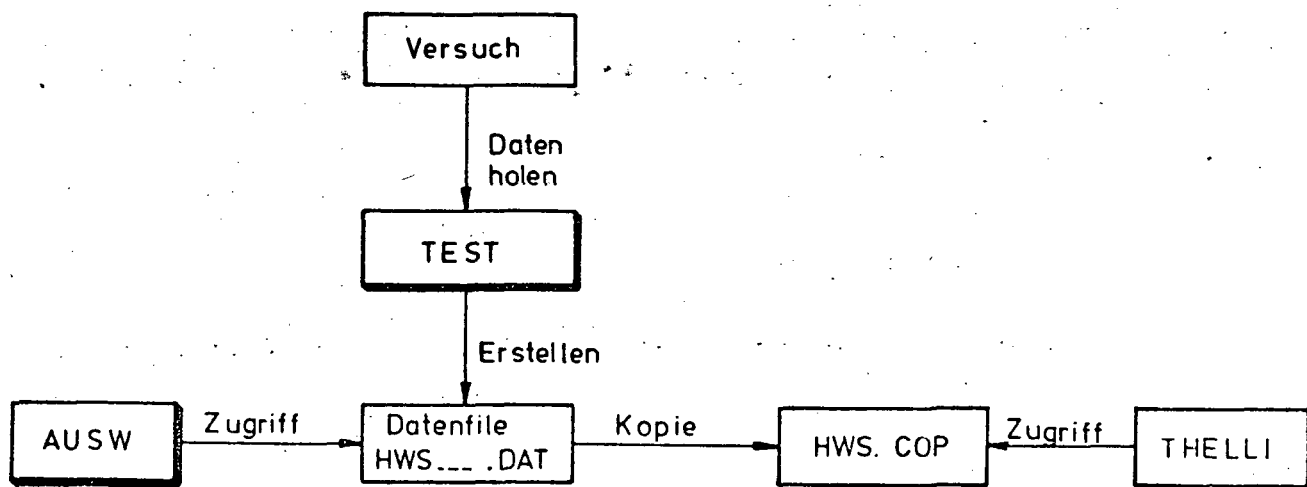 Versuch
Daten
holen
TEST
Erstellen
AUSW
Zugriff
Datenfile
HWS___ .DAT
Kopie
HWS. COP
Zugriff
THELLI